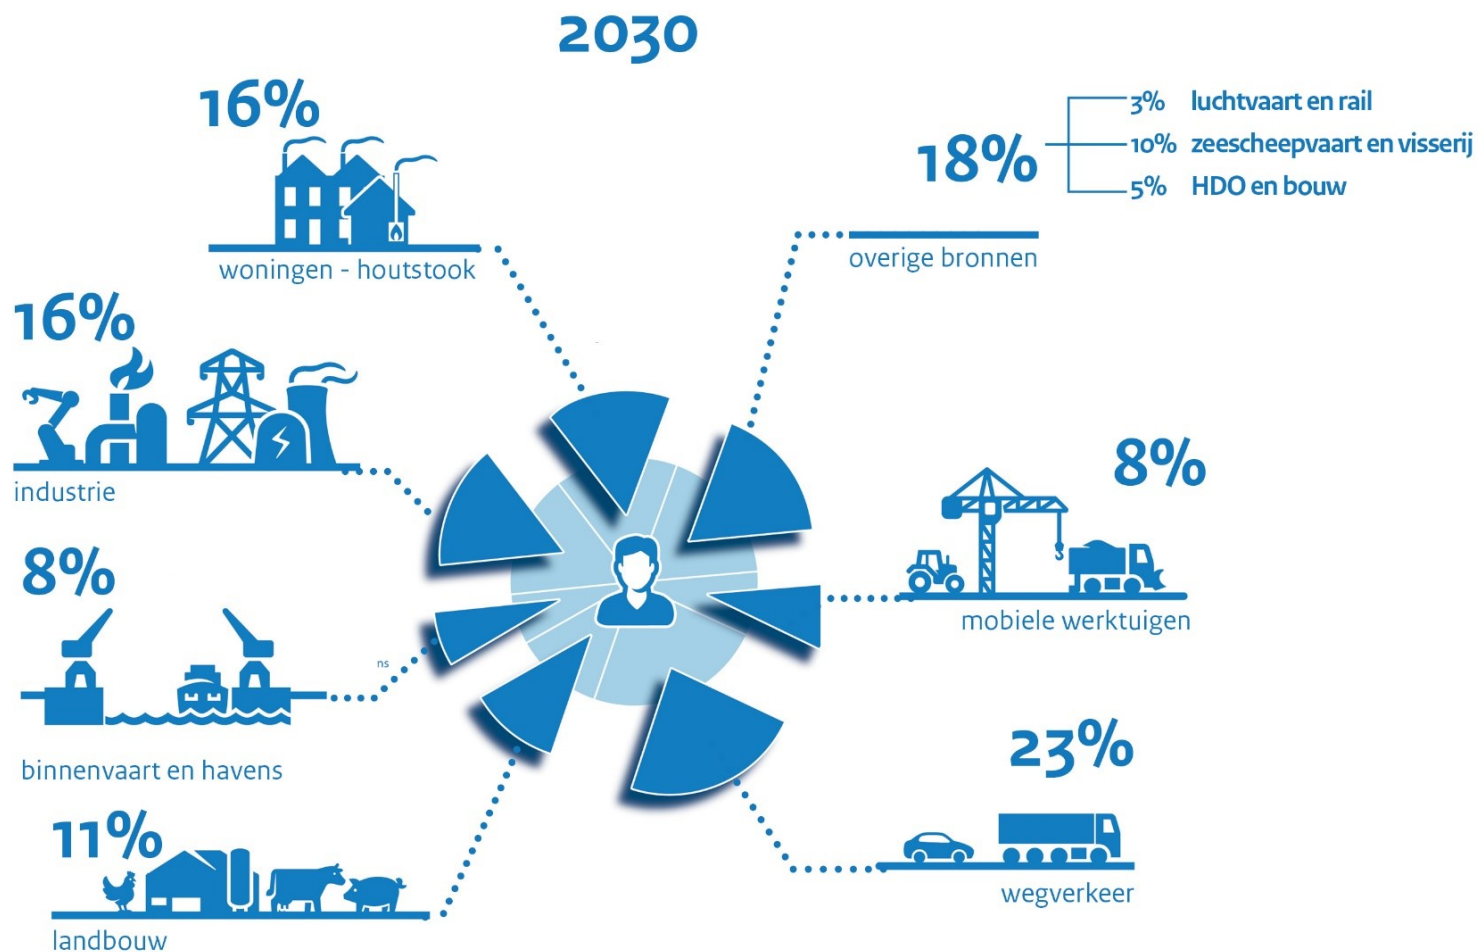 2030
16%
woningen - houtstook
18%
3% luchtvaart en rail
10% zeescheepvaart en visserij
5% HDO en bouw
overige bronnen
16%
industrie
8%
mobiele werktuigen
8%
ns
binnenvaart en havens
23%
wegverkeer
11%
landbouw